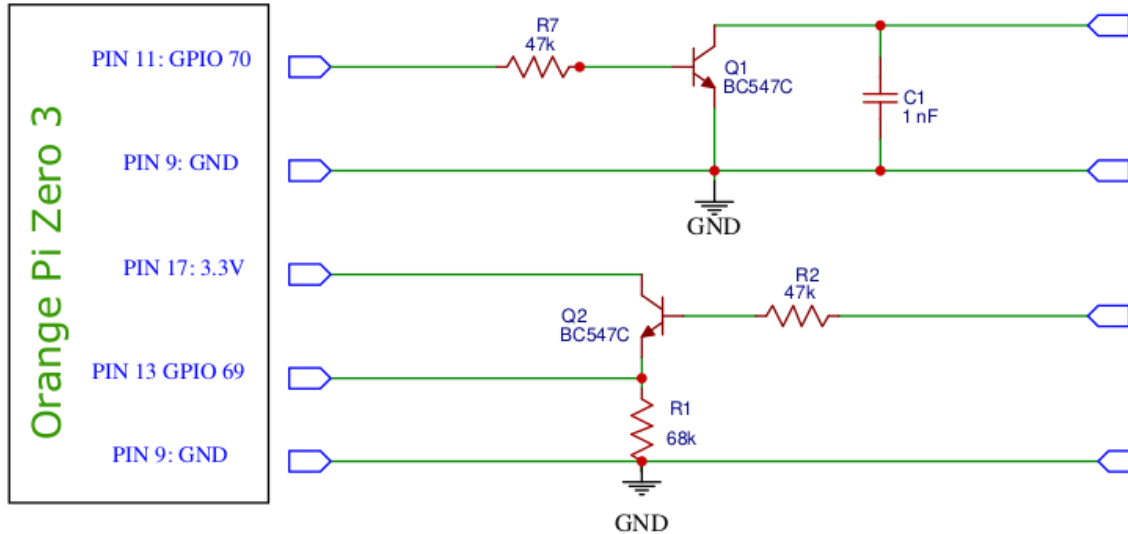 Orange Pi Zero 3
PIN 11: GPIO 70
R7
47k
Q1
BC547C
C1
1 nF
PIN 9: GND
GND
PIN 17: 3.3V
R2
47k
Q2
BC547C
PIN 13 GPIO 69
R1
68k
PIN 9: GND
GND